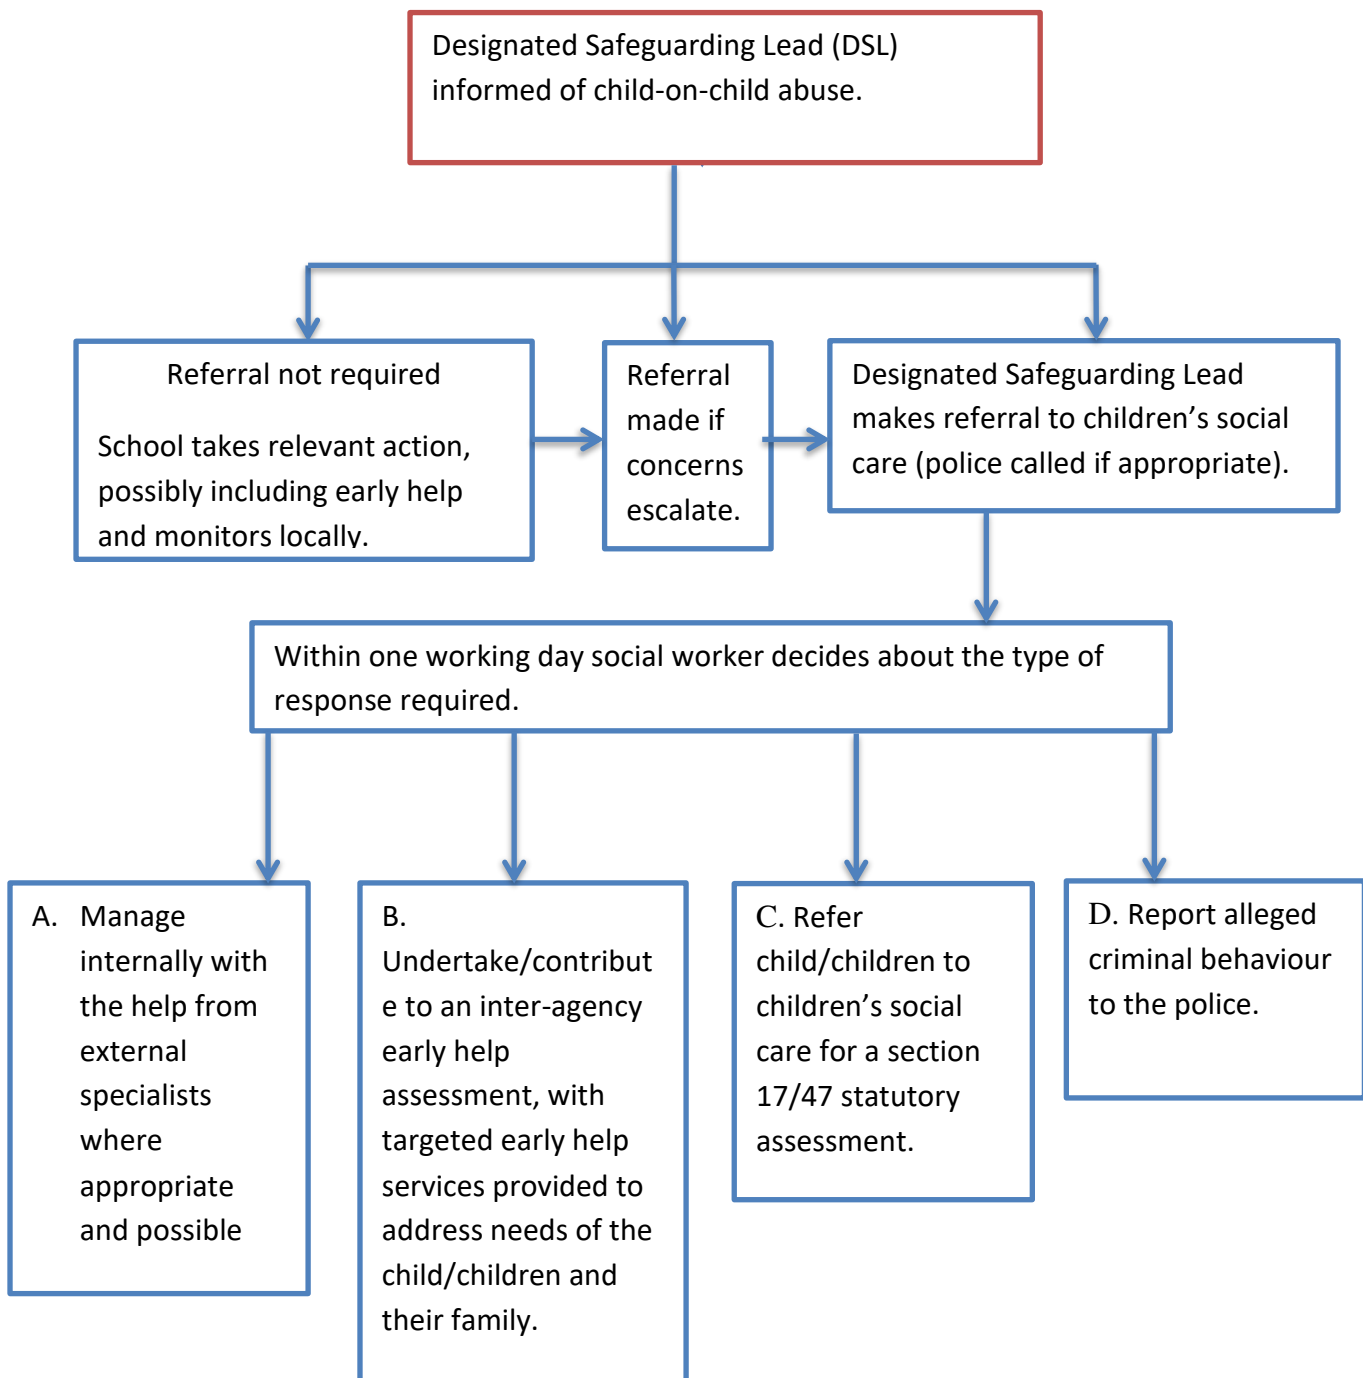 Designated Safeguarding Lead (DSL)
informed of child-on-child abuse.
Referral not required
School takes relevant action,
possibly including early help
and monitors locally.
Referral
made if
concerns
escalate.
Designated Safeguarding Lead
makes referral to children’s social
care (police called if appropriate).
Within one working day social worker decides about the type of
response required.
A. Manage
internally with
the help from
external
specialists
where
appropriate
and possible
B.
Undertake/contribut
e to an inter-agency
early help
assessment, with
targeted early help
services provided to
address needs of the
child/children and
their family.
C. Refer
child/children to
children’s social
care for a section
17/47 statutory
assessment.
D. Report alleged
criminal behaviour
to the police.